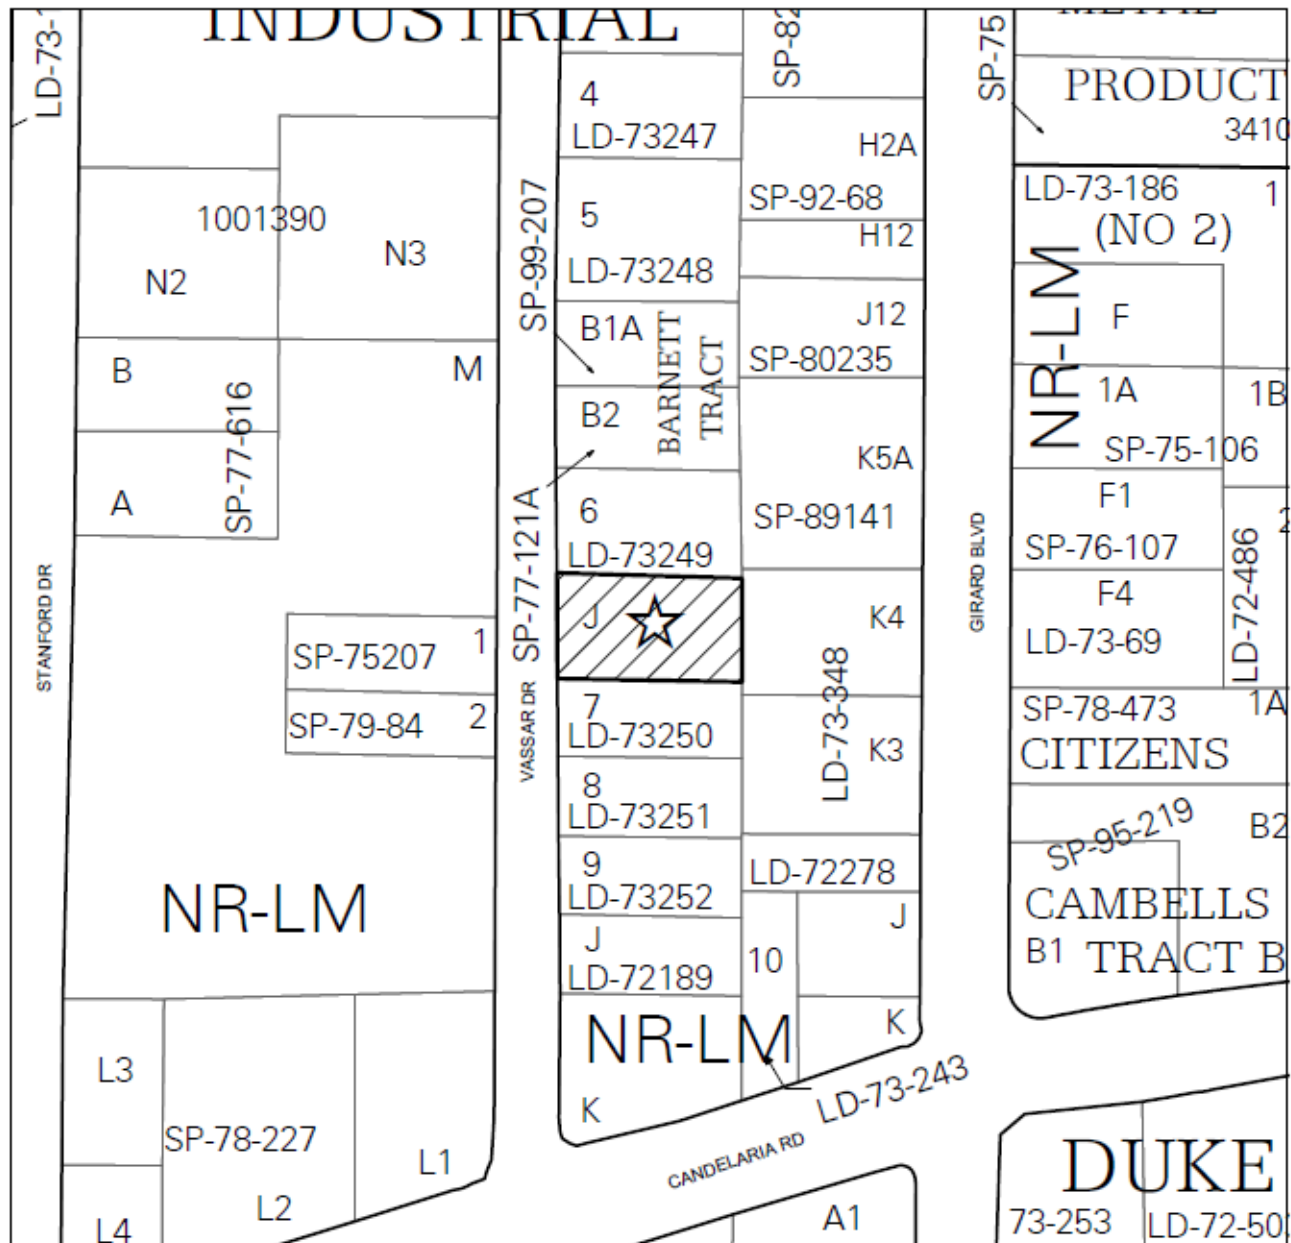 INDUSTRIAL
LD-73-
1001390
N2
N3
B
M
SP-77-616
A
STANFORD DR
1
SP-75207
SP-79-84
2
NR-LM
L3
SP-78-227
L1
L2
L4
4
LD-73247
5
LD-73248
SP-99-207
B1A
BARNETT
TRACT
B2
SP-77-121A
6
LD-73249
J
VASSAR DR
7
LD-73250
8
LD-73251
9
LD-73252
J
LD-72189
NR-LM
K
SP-82
H2A
SP-92-68
H12
J12
SP-80235
K5A
SP-89141
K4
LD-73-348
K3
LD-72278
J
10
K
LD-73-243
CANDELARIA RD
A1
GIRARD BLVD
SP-75
METAL
PRODUCT
3410
LD-73-186
1
(NO 2)
NR-LM
F
1A
1B
SP-75-106
F1
2
SP-76-107
F4
LD-72-486
LD-73-69
SP-78-473
1A
CITIZENS
SP-95-219
B2
CAMBELLS
B1
TRACT B
DUKE
73-253
LD-72-50